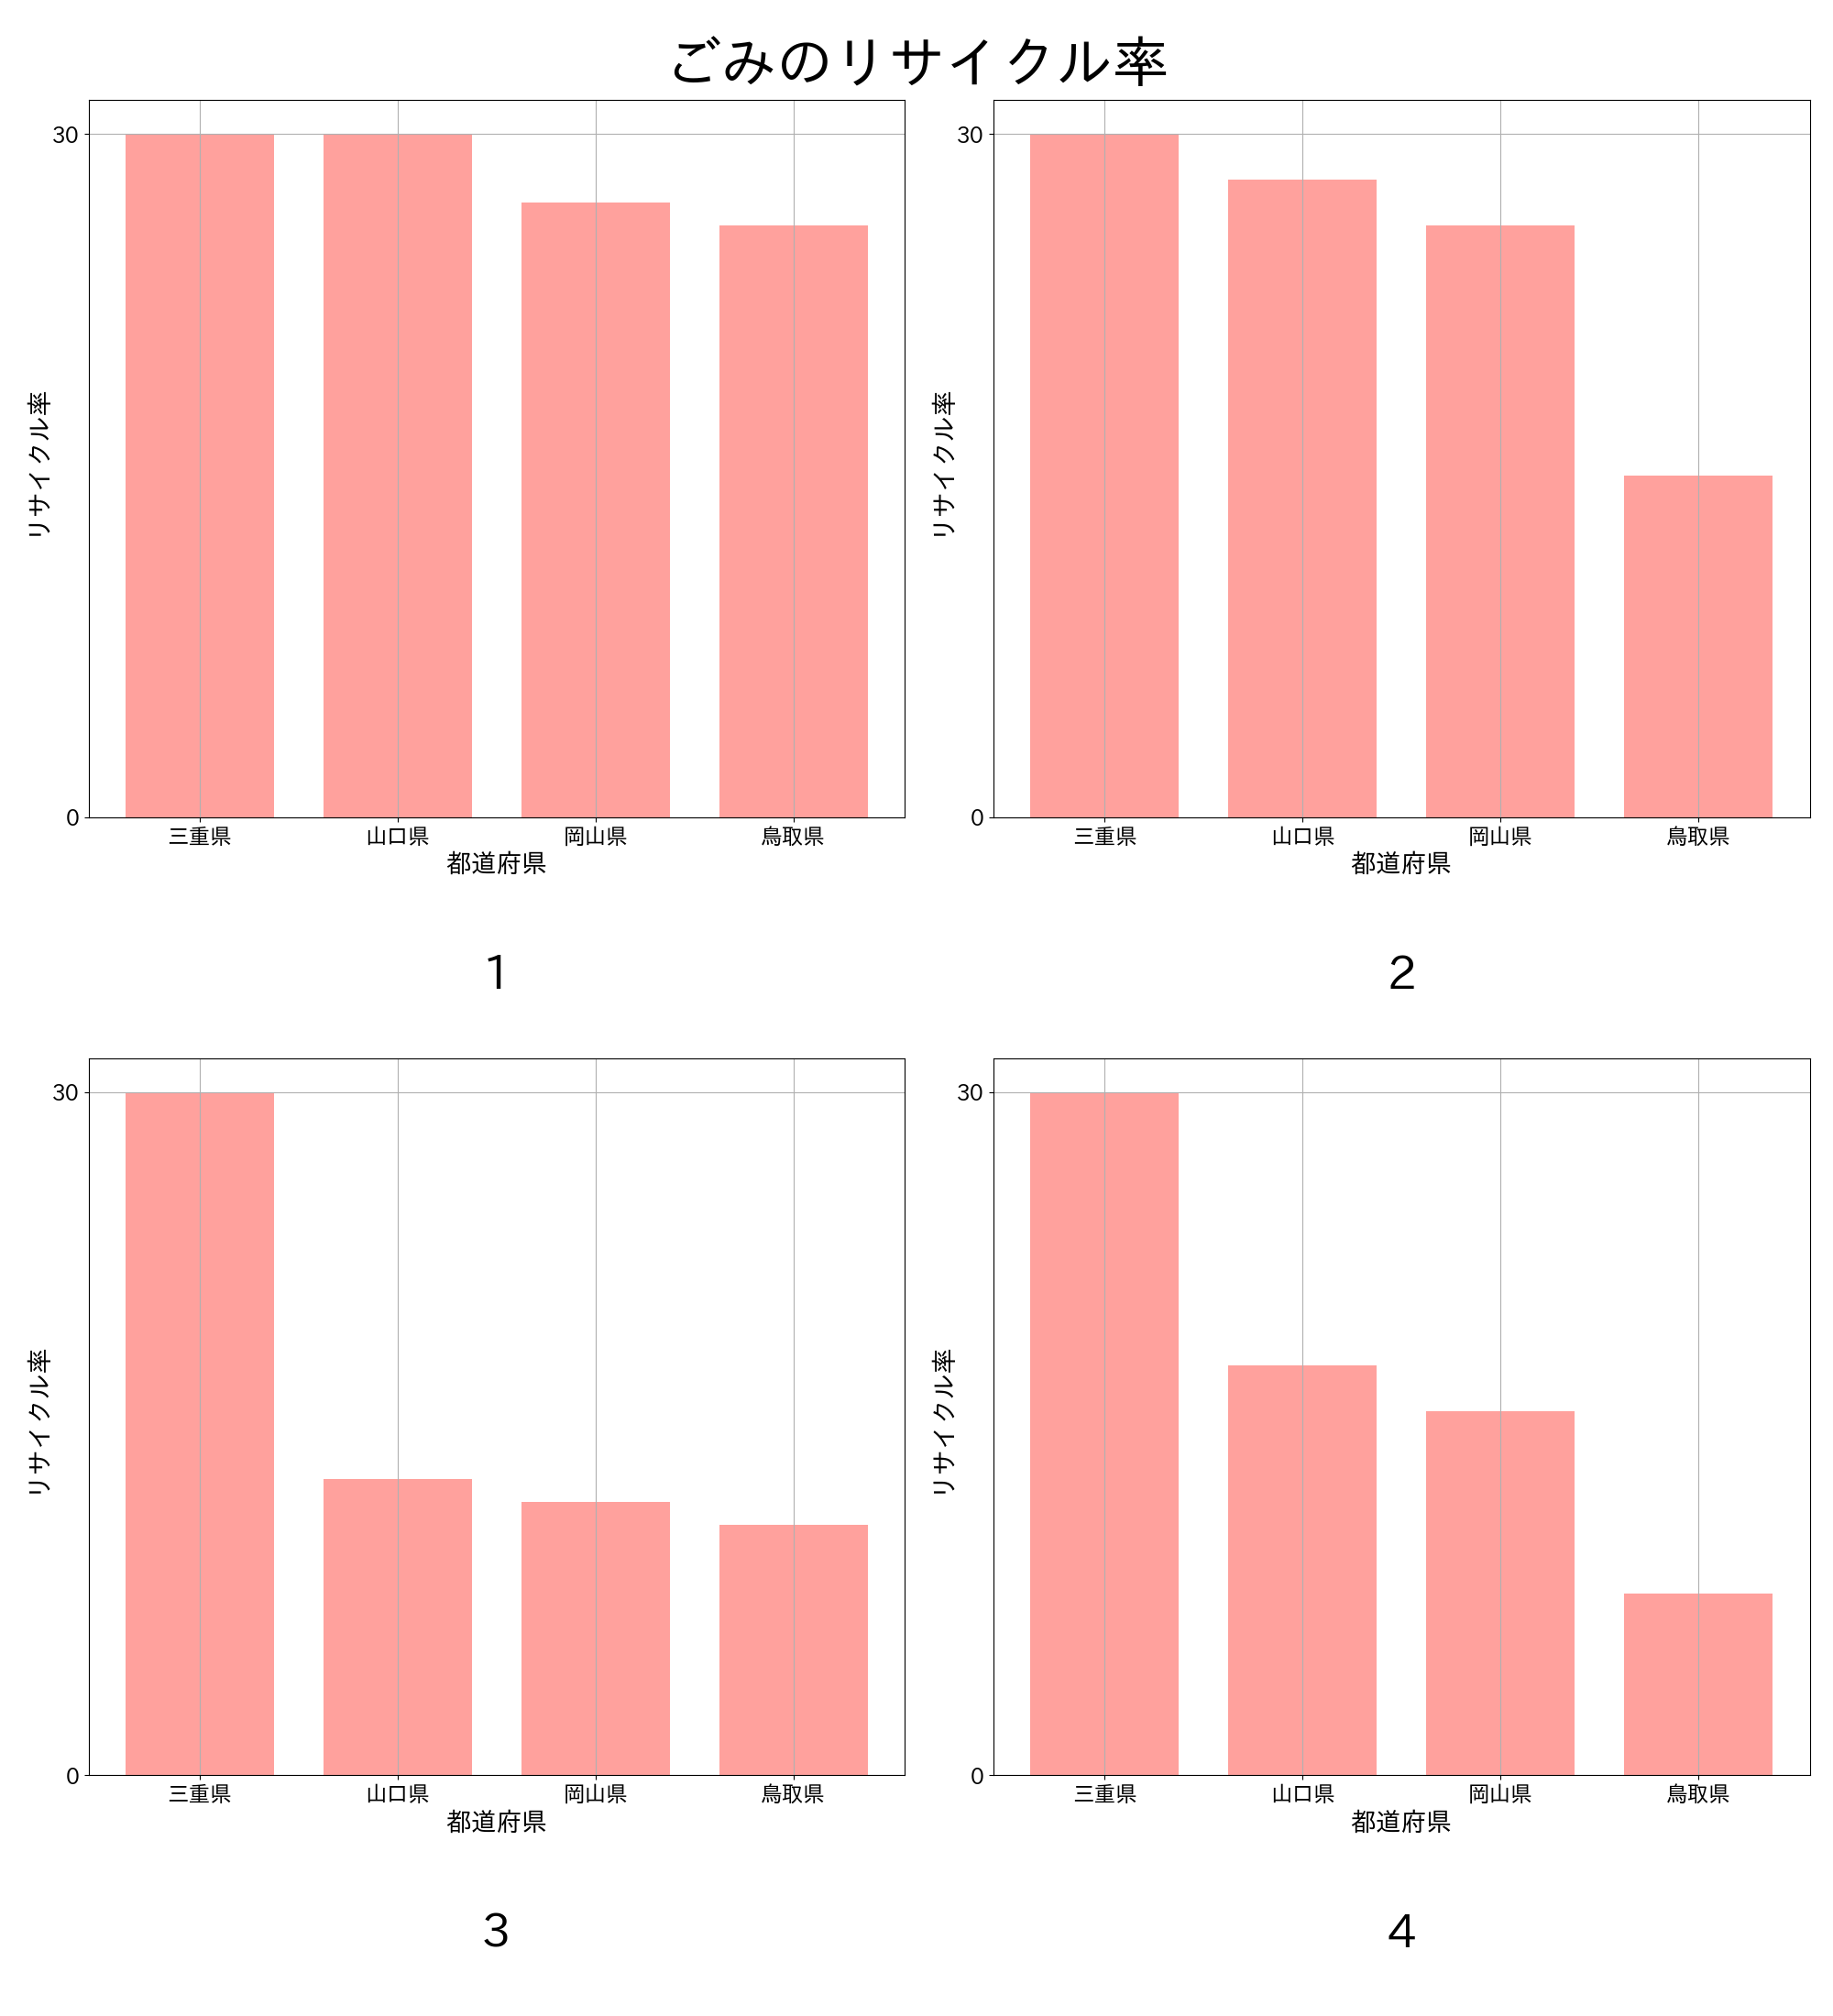 ごみのリサイクル率
30
0
リサイクル率
三重県 山口県 岡山県 鳥取県
都道府県
1
30
0
リサイクル率
三重県 山口県 岡山県 鳥取県
都道府県
2
30
0
リサイクル率
三重県 山口県 岡山県 鳥取県
都道府県
3
30
0
リサイクル率
三重県 山口県 岡山県 鳥取県
都道府県
4